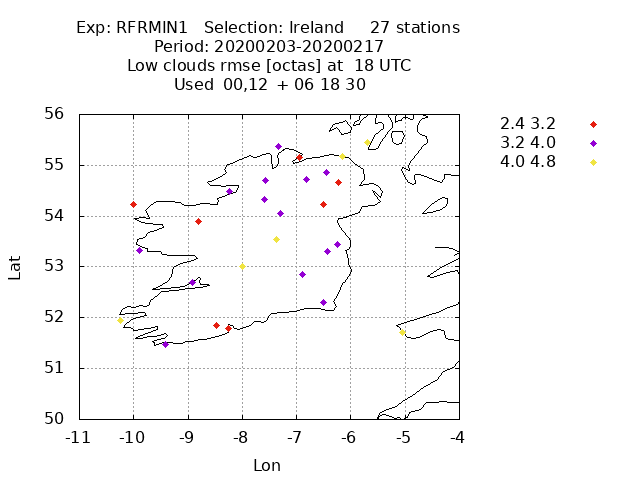 Exp: RFRMIN1 Selection: Ireland 27 stations
Period: 20200203-20200217
Low clouds rmse [octas] at 18 UTC
Used 00,12 + 06 18 30
2.4 3.2
3.2 4.0
4.0 4.8
56
55
54
53
52
51
50
Lat
-11 -10 -9 -8 -7 -6 -5 -4
Lon